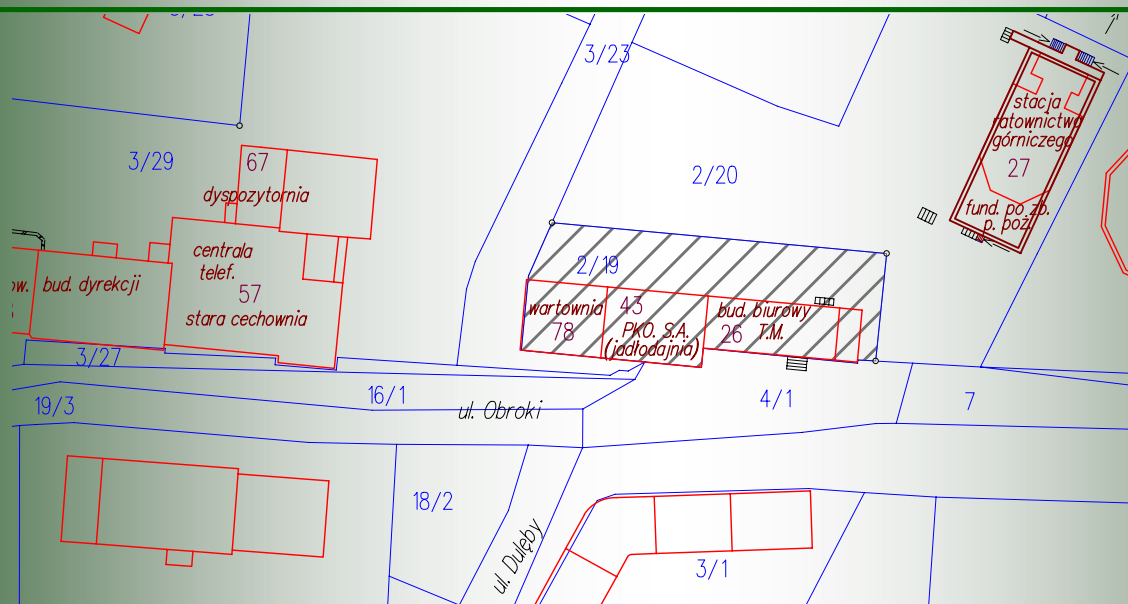 3/23
stacja
ratownictwa
górniczego
27
fund. po zb.
p. poż.
3/29
67
dyspozytornia
2/20
centrala
telef.
57
stara cechownia
ow.
bud. dyrekcji
2/19
wartownia
78
43
PKO. S.A.
(jadłodajnia)
bud. biurowy
26 T.M.
3/27
19/3
16/1
ul. Obroki
4/1
7
18/2
ul. Dulęby
3/1